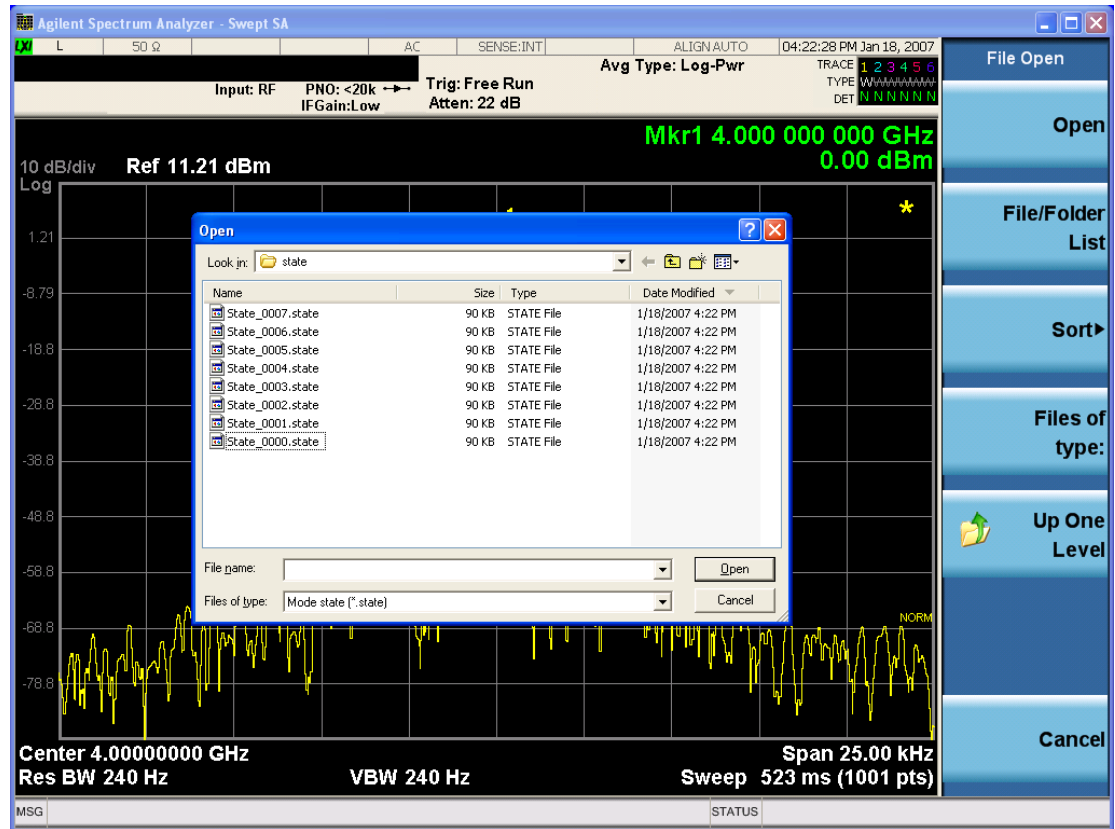 Agilent Spectrum Analyzer - Swept SA
LXI L 50 Ω AC SENSE:INT ALIGN AUTO 04:22:28 PM Jan 18, 2007
Input: RF PNO: <20k Trig: Free Run Avg Type: Log-Pwr TRACE 1 2 3 4 5 6
IFGain:Low Atten: 22 dB TYPE WWWWWW
DET N N N N N N
Mkr1 4.000 000 000 GHz
0.00 dBm
10 dB/div Ref 11.21 dBm
Log
1.21
-8.79
-18.8
-28.8
-38.8
-48.8
-58.8
-68.8
-78.8
Open
Look in: state
Name Size Type Date Modified
State_0007.state 90 KB STATE File 1/18/2007 4:22 PM
State_0006.state 90 KB STATE File 1/18/2007 4:22 PM
State_0005.state 90 KB STATE File 1/18/2007 4:22 PM
State_0004.state 90 KB STATE File 1/18/2007 4:22 PM
State_0003.state 90 KB STATE File 1/18/2007 4:22 PM
State_0002.state 90 KB STATE File 1/18/2007 4:22 PM
State_0001.state 90 KB STATE File 1/18/2007 4:22 PM
State_0000.state 90 KB STATE File 1/18/2007 4:22 PM
File name: Open
Files of type: Mode state (*.state) Cancel
NORM
Center 4.00000000 GHz Span 25.00 kHz
Res BW 240 Hz VBW 240 Hz Sweep 523 ms (1001 pts)
MSG STATUS
File Open
Open
File/Folder
List
Sort
Files of
type:
Up One
Level
Cancel